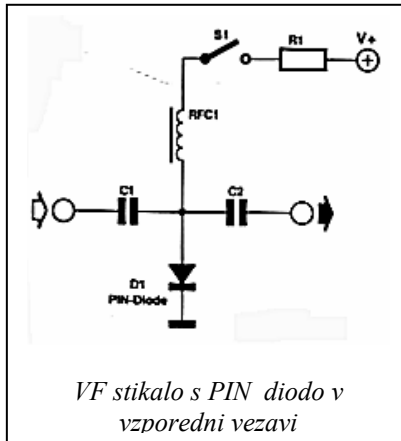 S1
R1
V+
RFC1
C1
C2
D1
PIN-Diode
VF stikalo s PIN diodo v
vzporedni vezavi